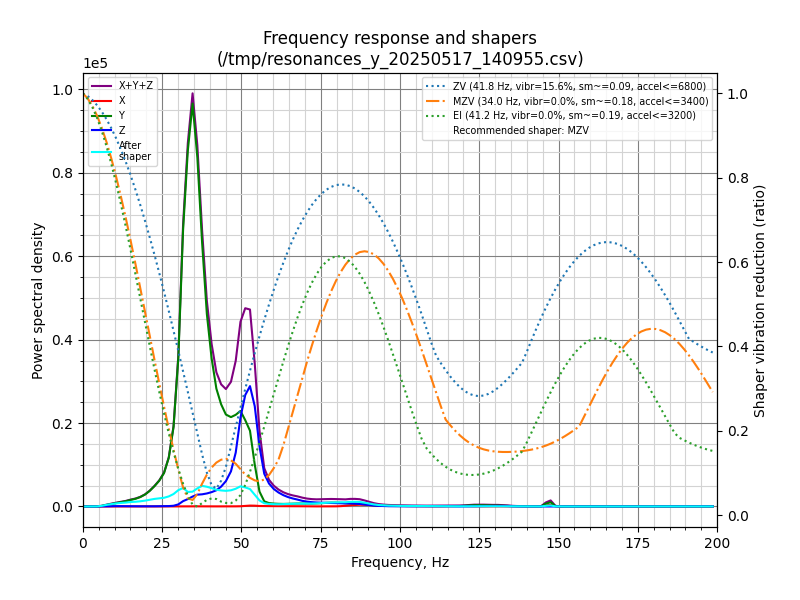 Frequency response and shapers
(/tmp/resonances_y_20250517_140955.csv)
1e5
X+Y+Z
X
Y
Z
After
shaper
ZV (41.8 Hz, vibr=15.6%, sm~=0.09, accel<=6800)
MZV (34.0 Hz, vibr=0.0%, sm~=0.18, accel<=3400)
EI (41.2 Hz, vibr=0.0%, sm~=0.19, accel<=3200)
Recommended shaper: MZV
1.0
0.8
0.6
0.4
0.2
0.0
Power spectral density
1.0
0.8
0.6
0.4
0.2
0.0
Shaper vibration reduction (ratio)
0 25 50 75 100 125 150 175 200
Frequency, Hz